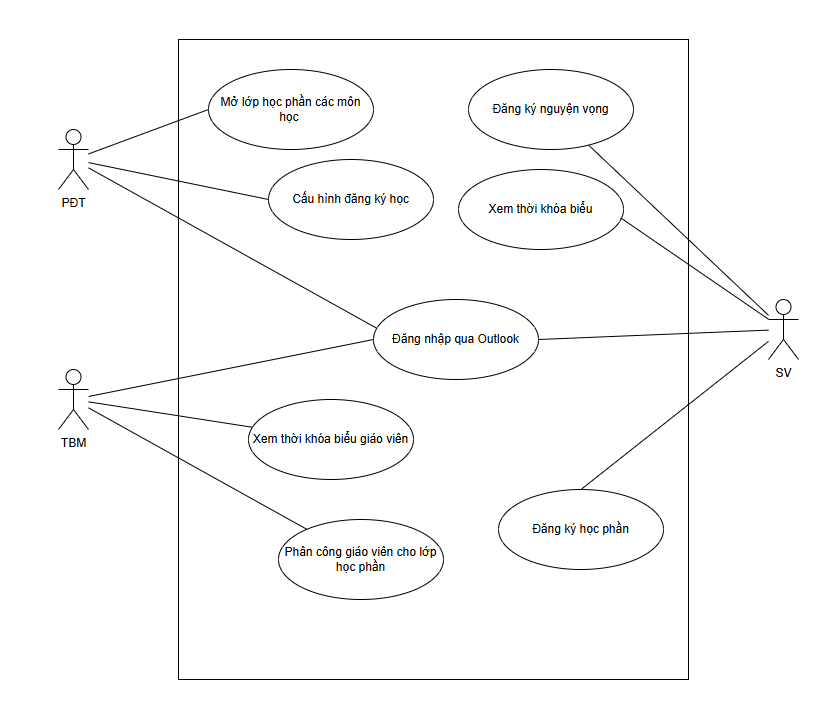 Mở lớp học phần các môn
học
Đăng ký nguyện vọng
Cấu hình đăng ký học
PĐT
Xem thời khóa biểu
Đăng nhập qua Outlook
SV
TBM
Xem thời khóa biểu giáo viên
Đăng ký học phần
Phân công giáo viên cho lớp
học phần